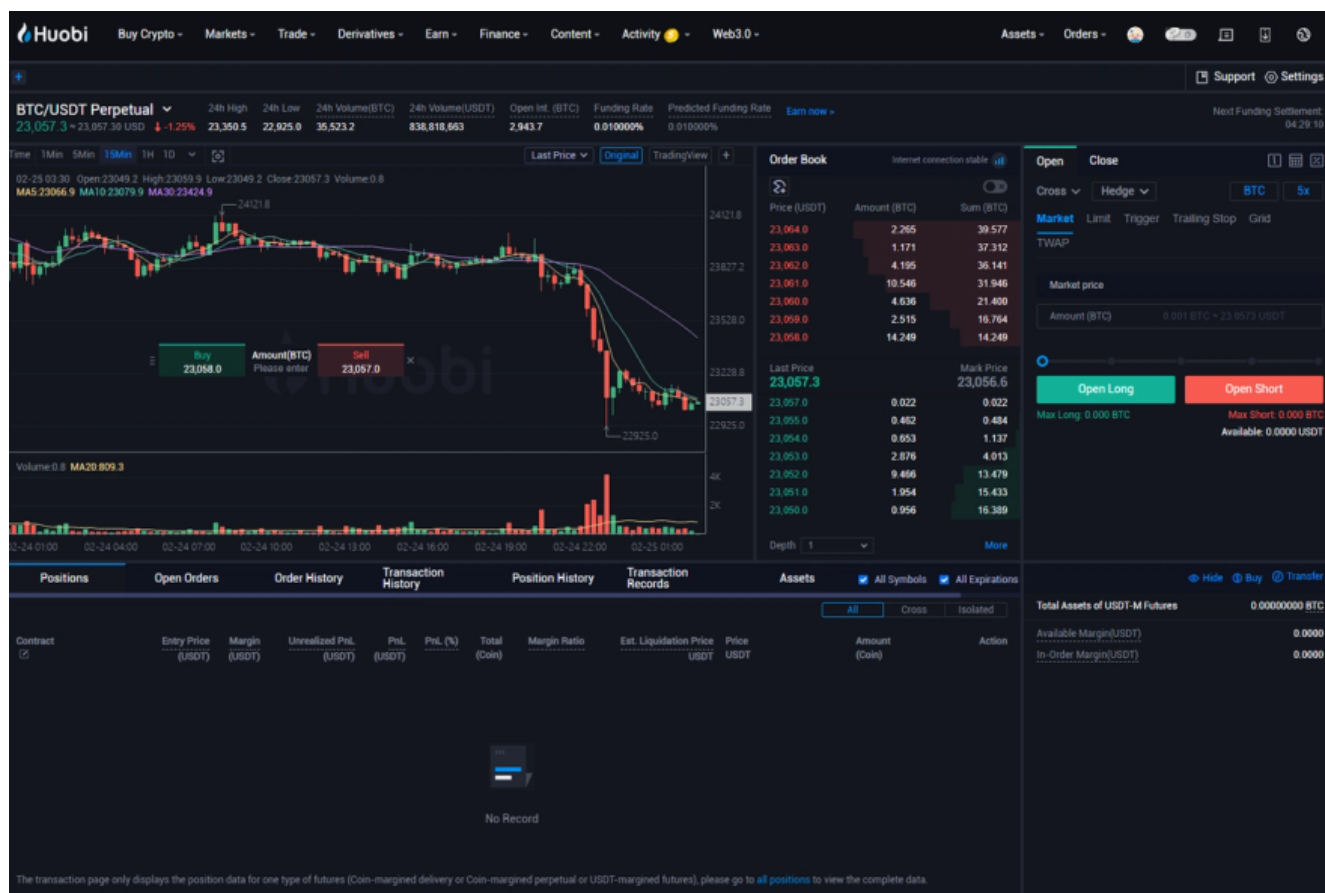 Huobi Buy Crypto Markets Trade Derivatives Earn Finance Content Activity Web3.0 Assets Orders
+ Support Settings
BTC/USDT Perpetual
23,057.3 ≈ 23,057.30 USD -1.25%
24h High 24h Low 24h Volume(BTC) 24h Volume(USDT) Open Int. (BTC) Funding Rate Predicted Funding Rate Earn now > Next Funding Settlement
23,350.5 22,925.0 35,523.2 838,818,663 2,943.7 0.010000% 0.010000% 04:29:10
Time 1Min 5Min 15Min 1H 1D Last Price Original TradingView +
02-25 03:30 Open:23049.2 High:23059.9 Low:23049.2 Close:23057.3 Volume:0.8
MA5:23066.9 MA10:23079.9 MA30:23424.9
24121.8
24121.8
23827.2
23528.0
23228.8
23057.3
22925.0
22925.0
Buy
23,058.0
Amount(BTC)
Please enter
Sell
23,057.0
Huobi
Volume:0.8 MA20:809.3
4K
2K
02-24 01:00 02-24 04:00 02-24 07:00 02-24 10:00 02-24 13:00 02-24 16:00 02-24 19:00 02-24 22:00 02-25 01:00
Order Book Internet connection stable
Price (USDT) Amount (BTC) Sum (BTC)
23,064.0 2.265 39.577
23,063.0 1.171 37.312
23,062.0 4.195 36.141
23,061.0 10.546 31.946
23,060.0 4.636 21.400
23,059.0 2.515 16.764
23,058.0 14.249 14.249
Last Price Mark Price
23,057.3 23,056.6
23,057.0 0.022 0.022
23,055.0 0.462 0.484
23,054.0 0.653 1.137
23,053.0 2.876 4.013
23,052.0 9.466 13.479
23,051.0 1.954 15.433
23,050.0 0.956 16.389
Depth 1 More
Open Close
Cross Hedge BTC 5x
Market Limit Trigger Trailing Stop Grid
TWAP
Market price
Amount (BTC) 0.001 BTC ≈ 23.0573 USDT
Open Long Open Short
Max Long: 0.000 BTC Max Short: 0.000 BTC
Available: 0.0000 USDT
Positions Open Orders Order History Transaction History Position History Transaction Records Assets All Symbols All Expirations
All Cross Isolated
Contract Entry Price (USDT) Margin (USDT) Unrealized PnL (USDT) PnL (USDT) PnL (%) Total (Coin) Margin Ratio Est. Liquidation Price USDT Price USDT Amount (Coin) Action
No Record
The transaction page only displays the position data for one type of futures (Coin-margined delivery or Coin-margined perpetual or USDT-margined futures), please go to all positions to view the complete data.
Hide Buy Transfer
Total Assets of USDT-M Futures 0.00000000 BTC
Available Margin(USDT) 0.0000
In-Order Margin(USDT) 0.0000